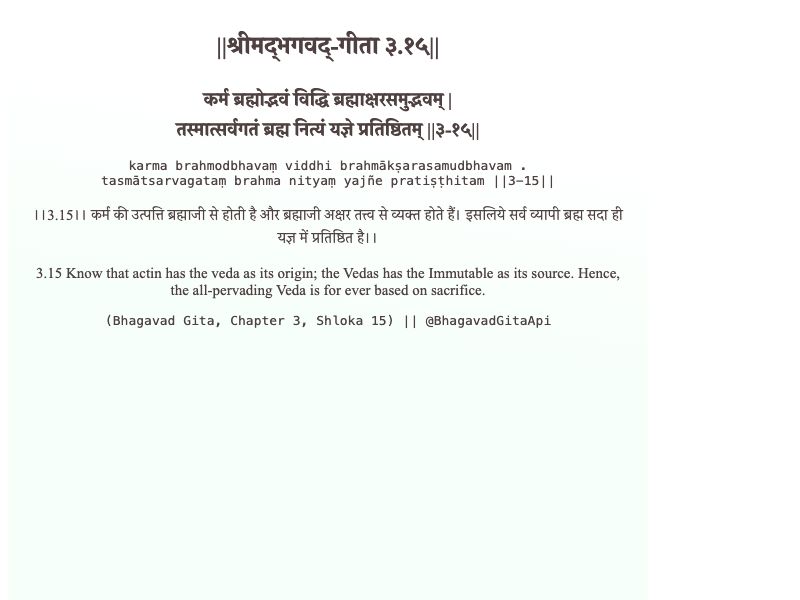 ||श्रीमद्‍भगवद्‍-गीता ३.१५||
कर्म ब्रह्मोद्भवं विद्धि ब्रह्माक्षरसमुद्भवम् |
तस्मात्सर्वगतं ब्रह्म नित्यं यज्ञे प्रतिष्ठितम् ||३-१५||
karma brahmodbhavaṃ viddhi brahmākṣarasamudbhavam .
tasmātsarvagataṃ brahma nityaṃ yajñe pratiṣṭhitam ||3-15||
।।3.15।। कर्म की उत्पत्ति ब्रह्माजी से होती है और ब्रह्माजी अक्षर तत्त्व से व्यक्त होते हैं। इसलिये सर्व व्यापी ब्रह्म सदा ही
यज्ञ में प्रतिष्ठित है।।
3.15 Know that actin has the veda as its origin; the Vedas has the Immutable as its source. Hence,
the all-pervading Veda is for ever based on sacrifice.
(Bhagavad Gita, Chapter 3, Shloka 15) || @BhagavadGitaApi